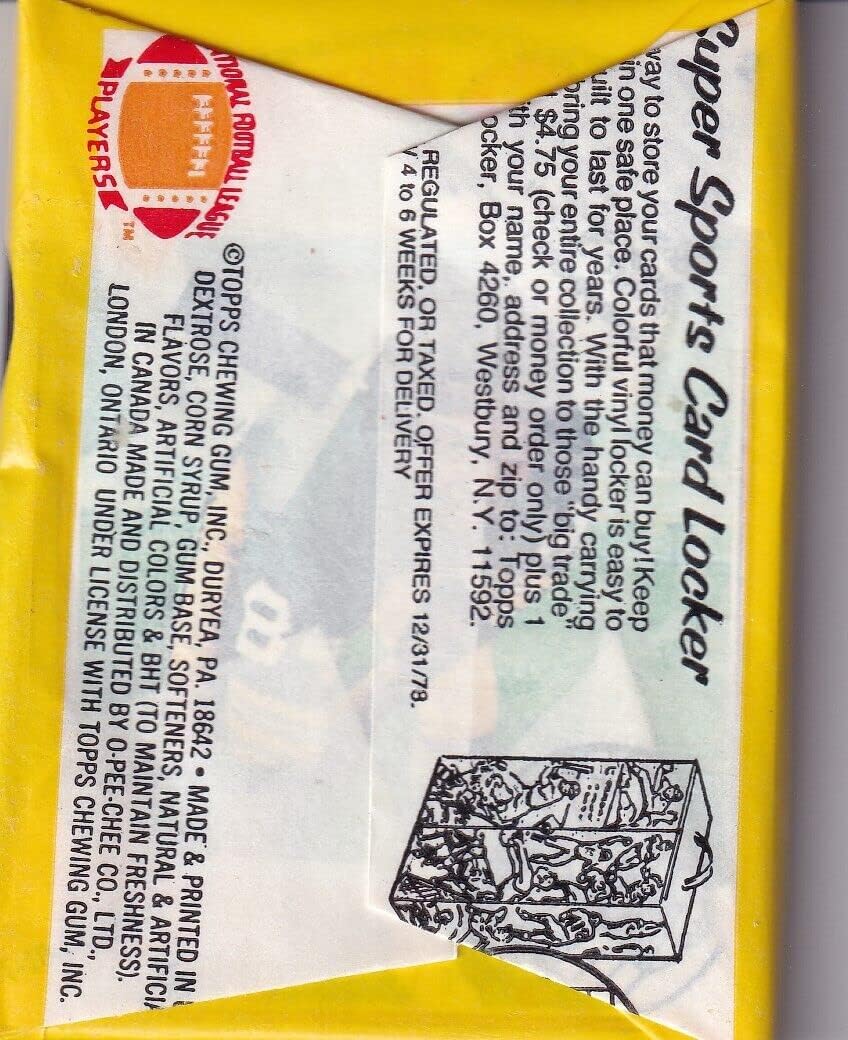 Super Sports Card Locker
way to store your cards that money can buy! Keep
in one safe place. Colorful vinyl locker is easy to
uilt to last for years. With the handy carrying
bring your entire collection to those "big trade"
$4.75 (check or money order only) plus 1
ith your name, address and zip to: Topps
ocker, Box 4260, Westbury, N.Y. 11592.
REGULATED, OR TAXED. OFFER EXPIRES 12/31/78.
4 to 6 WEEKS FOR DELIVERY
TIONAL FOOTBALL LEAGUE
PLAYERS
TM
©TOPPS CHEWING GUM, INC., DURYEA, PA. 18642 • MADE & PRINTED IN
DEXTROSE, CORN SYRUP, GUM BASE, SOFTENERS, NATURAL & ARTIFICIA
FLAVORS, ARTIFICIAL COLORS & BHT (TO MAINTAIN FRESHNESS).
IN CANADA MADE AND DISTRIBUTED BY O-PEE-CHEE CO., LTD.,
LONDON, ONTARIO UNDER LICENSE WITH TOPPS CHEWING GUM, INC.
8